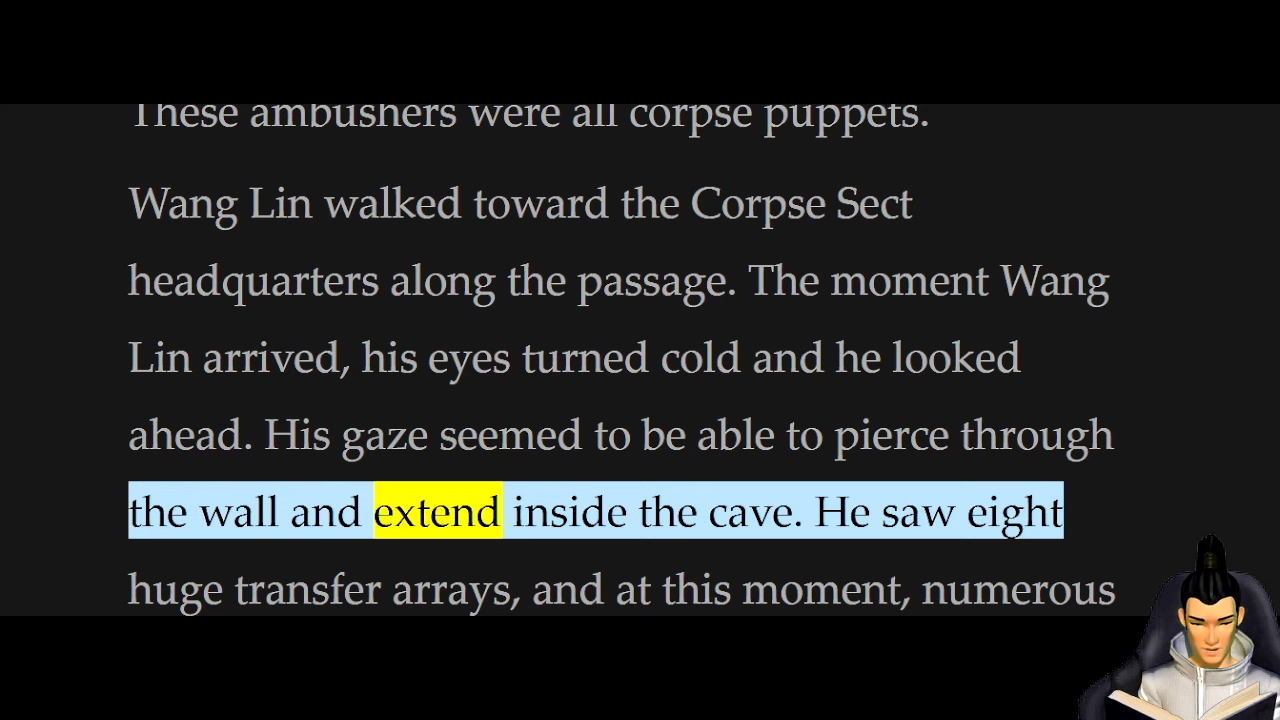 These ambushers were all corpse puppets.
Wang Lin walked toward the Corpse Sect
headquarters along the passage. The moment Wang
Lin arrived, his eyes turned cold and he looked
ahead. His gaze seemed to be able to pierce through
the wall and extend inside the cave. He saw eight
huge transfer arrays, and at this moment, numerous